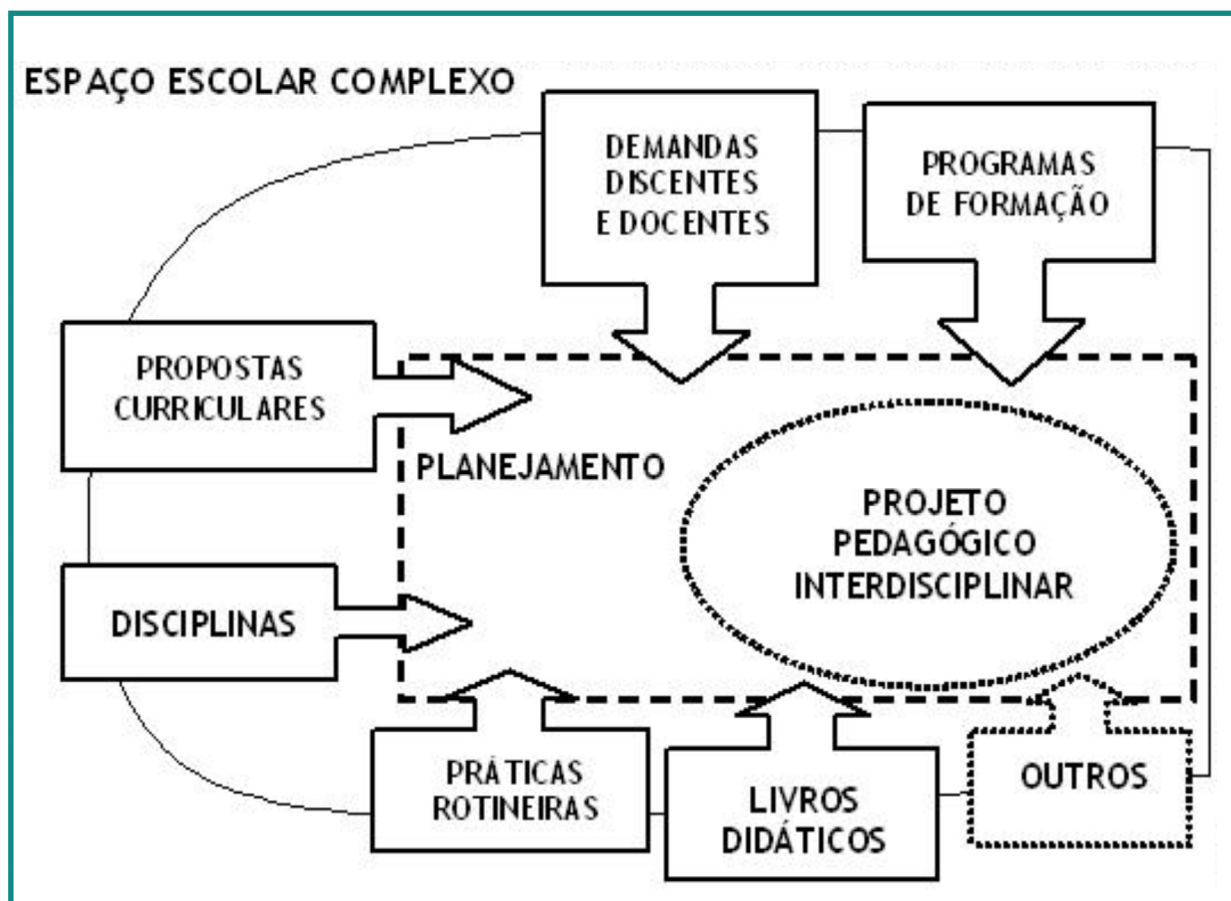 ESPAÇO ESCOLAR COMPLEXO
DEMANDAS
DISCENTES
E DOCENTES
PROGRAMAS
DE FORMAÇÃO
PROPOSTAS
CURRICULARES
PLANEJAMENTO
PROJETO
PEDAGÓGICO
INTERDISCIPLINAR
DISCIPLINAS
PRÁTICAS
ROTINEIRAS
LIVROS
DIDÁTICOS
OUTROS